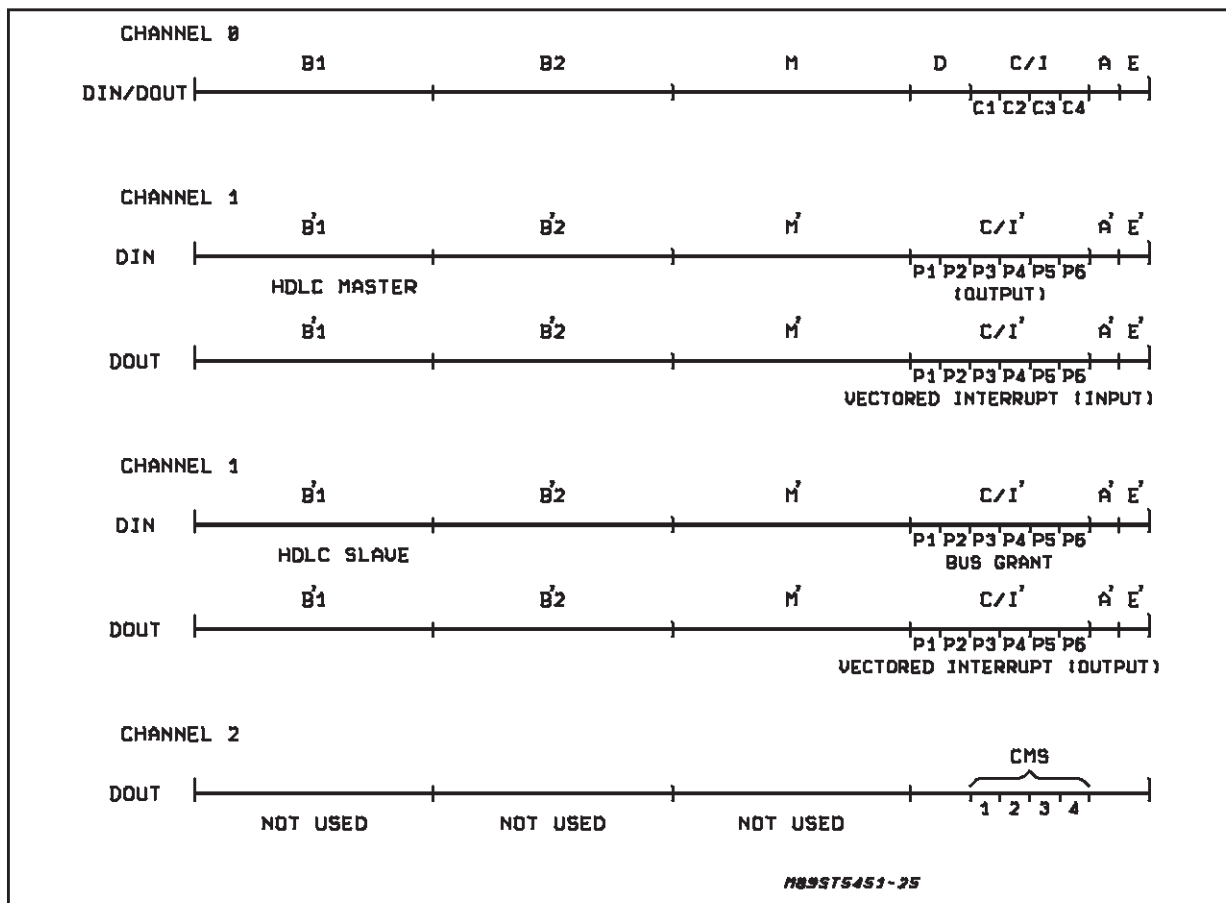 CHANNEL 0
B1 B2 M D C/I A E
DIN/DOUT
C1 C2 C3 C4
CHANNEL 1
B'1 B'2 M' C/I' A' E'
DIN
P1 P2 P3 P4 P5 P6
HDLC MASTER (OUTPUT)
B'1 B'2 M' C/I' A' E'
DOUT
P1 P2 P3 P4 P5 P6
VECTORED INTERRUPT (INPUT)
CHANNEL 1
B'1 B'2 M' C/I' A' E'
DIN
P1 P2 P3 P4 P5 P6
HDLC SLAVE BUS GRANT
B'1 B'2 M' C/I' A' E'
DOUT
P1 P2 P3 P4 P5 P6
VECTORED INTERRUPT (OUTPUT)
CHANNEL 2
CMS
DOUT
1 2 3 4
NOT USED NOT USED NOT USED
M89ST5451-25